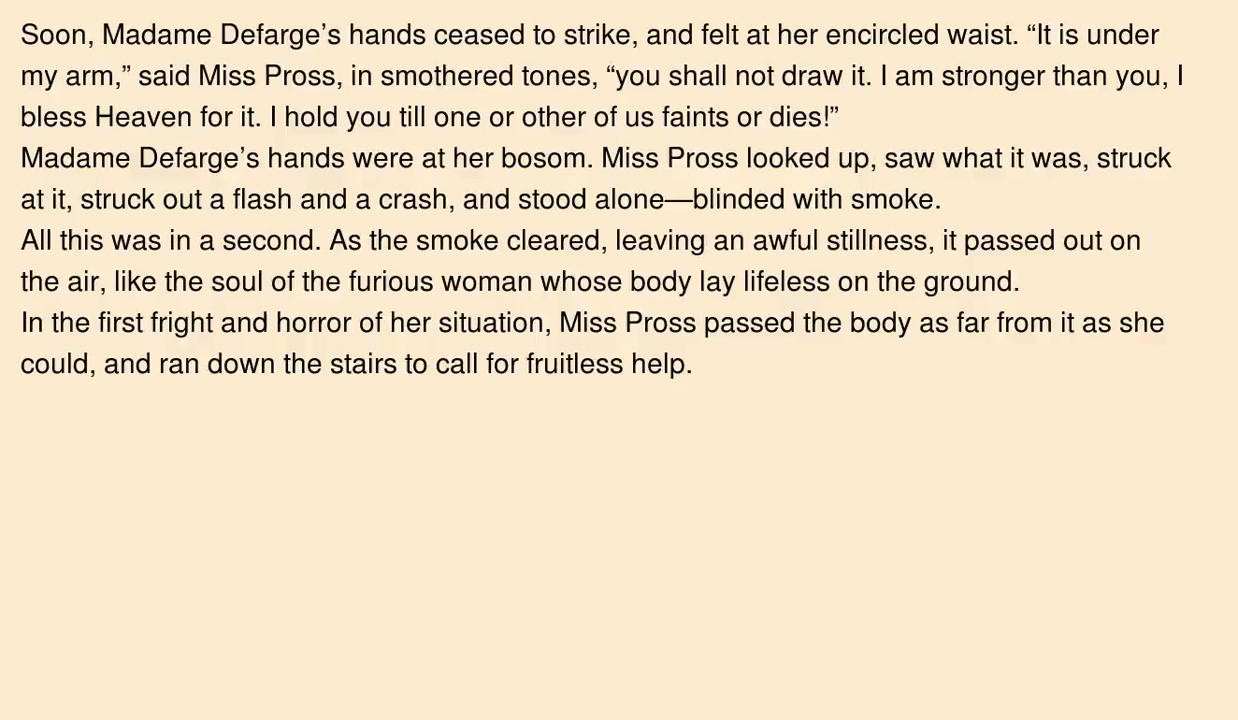 Soon, Madame Defarge’s hands ceased to strike, and felt at her encircled waist. “It is under
my arm,” said Miss Pross, in smothered tones, “you shall not draw it. I am stronger than you, I
bless Heaven for it. I hold you till one or other of us faints or dies!”
Madame Defarge’s hands were at her bosom. Miss Pross looked up, saw what it was, struck
at it, struck out a flash and a crash, and stood alone—blinded with smoke.
All this was in a second. As the smoke cleared, leaving an awful stillness, it passed out on
the air, like the soul of the furious woman whose body lay lifeless on the ground.
In the first fright and horror of her situation, Miss Pross passed the body as far from it as she
could, and ran down the stairs to call for fruitless help.